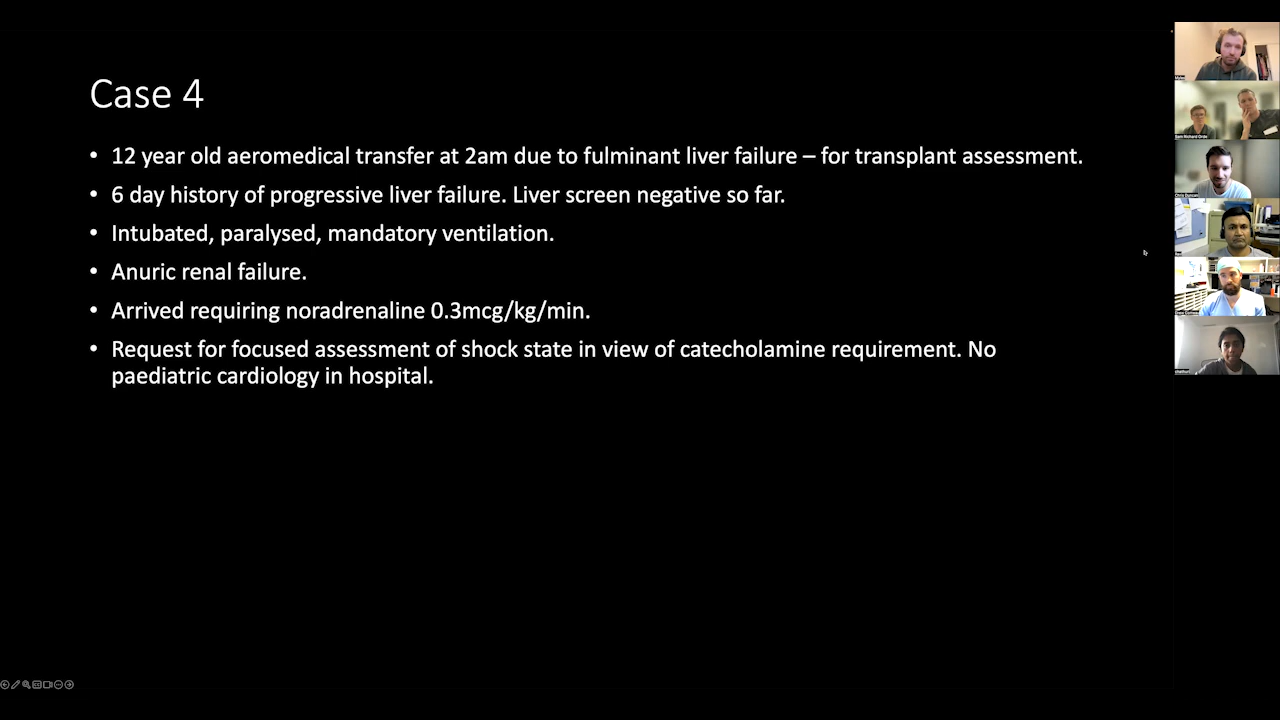 Case 4
• 12 year old aeromedical transfer at 2am due to fulminant liver failure – for transplant assessment.
• 6 day history of progressive liver failure. Liver screen negative so far.
• Intubated, paralysed, mandatory ventilation.
• Anuric renal failure.
• Arrived requiring noradrenaline 0.3mcg/kg/min.
• Request for focused assessment of shock state in view of catecholamine requirement. No
paediatric cardiology in hospital.
Sam Richard Orde